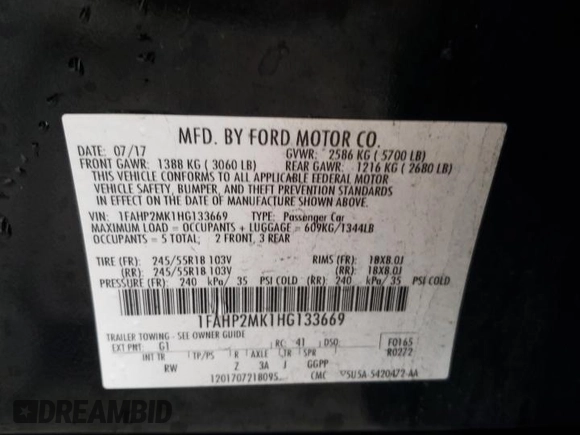 MFD. BY FORD MOTOR CO.
DATE: 07/17 GVWR: 2586 KG ( 5700 LB)
FRONT GAWR: 1388 KG ( 3060 LB) REAR GAWR: 1216 KG ( 2680 LB)
THIS VEHICLE CONFORMS TO ALL APPLICABLE FEDERAL MOTOR
VEHICLE SAFETY, BUMPER, AND THEFT PREVENTION STANDARDS
IN EFFECT ON THE DATE OF MANUFACTURE SHOWN ABOVE.
VIN: 1FAHP2MK1HG133669 TYPE: Passenger Car
MAXIMUM LOAD = OCCUPANTS + LUGGAGE = 609KG/1344LB
OCCUPANTS = 5 TOTAL; 2 FRONT, 3 REAR
TIRE (FR): 245/55R18 103V RIMS (FR): 18X8.0J
(RR): 245/55R18 103V (RR): 18X8.0J
PRESSURE (FR): 240 kPa/ 35 PSI COLD (RR): 240 kPa/ 35 PSI COLD
1FAHP2MK1HG133669
TRAILER TOWING - SEE OWNER GUIDE
EXT PNT: G1 RC: 41 DSO: F0165
INT TR TP/PS R AXLE TR SPR R0272
RW Z 3A J GGPP
1201707218095 CMC 5U5A-5420472-AA
DREAMBID